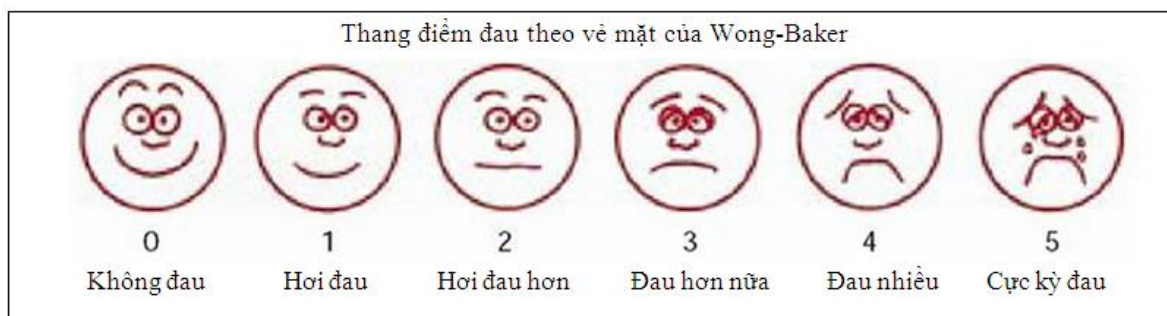 Thang điểm đau theo vẻ mặt của Wong-Baker
0 1 2 3 4 5
Không đau Hơi đau Hơi đau hơn Đau hơn nữa Đau nhiều Cực kỳ đau